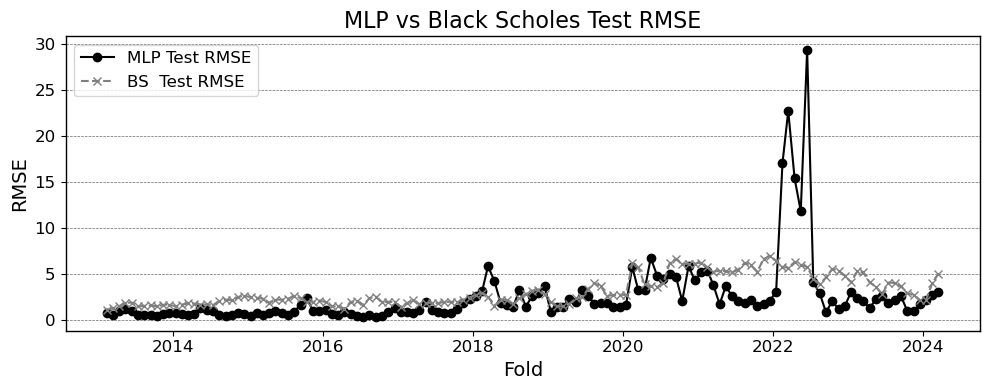 MLP vs Black Scholes Test RMSE
MLP Test RMSE
BS  Test RMSE
RMSE
30
25
20
15
10
5
0
2014 2016 2018 2020 2022 2024
Fold